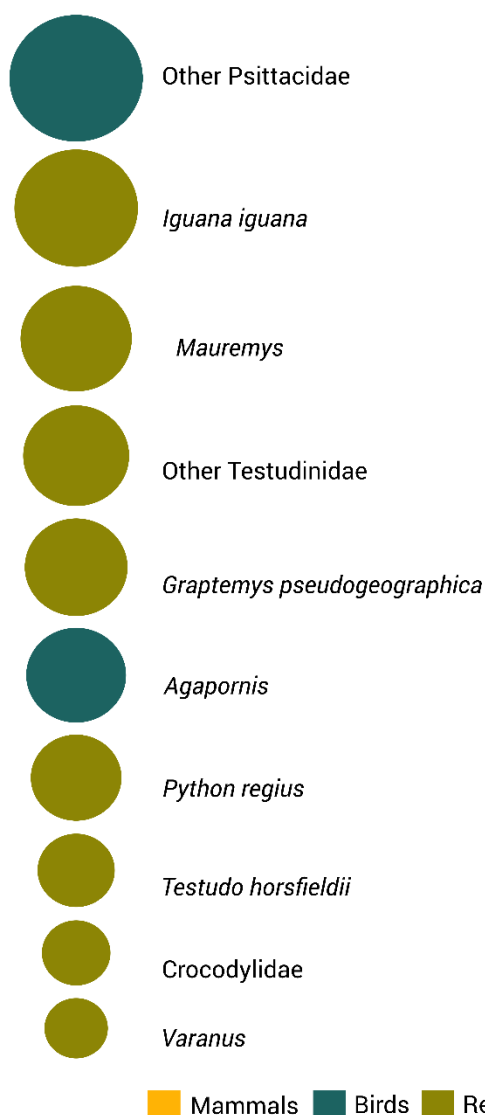 Other Psittacidae
Iguana iguana
Mauremys
Other Testudinidae
Graptemys pseudogeographica
Agapornis
Python regius
Testudo horsfieldii
Crocodylidae
Varanus
Mammals Birds